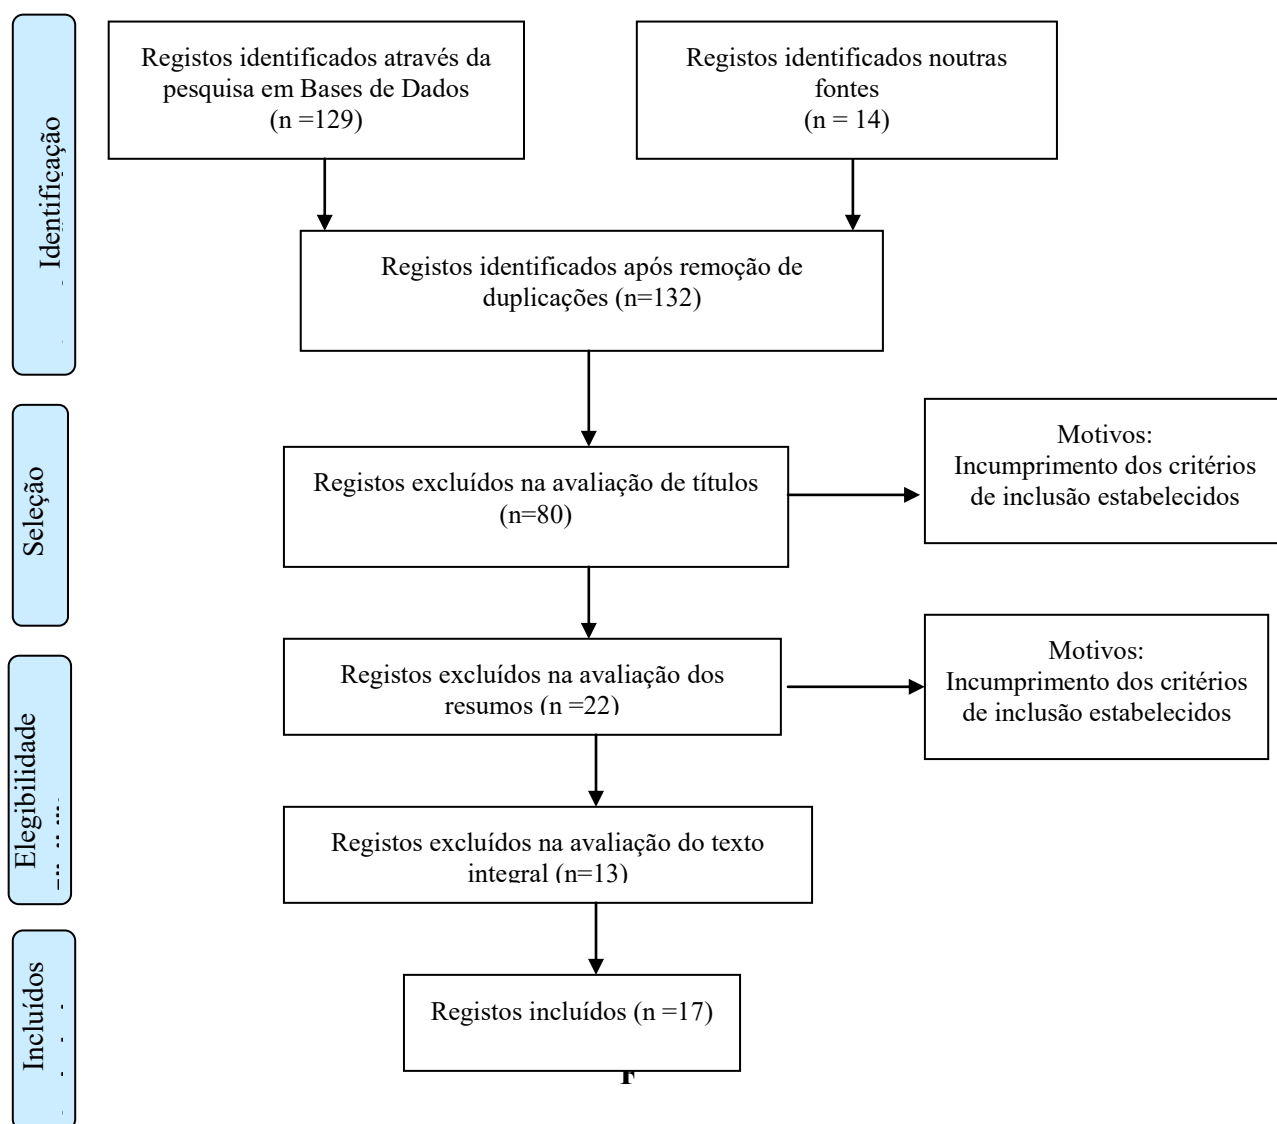 Identificação
Registos identificados através da
pesquisa em Bases de Dados
(n =129)
Registos identificados noutras
fontes
(n = 14)
Registos identificados após remoção de
duplicações (n=132)
Seleção
Registos excluídos na avaliação de títulos
(n=80)
Motivos:
Incumprimento dos critérios
de inclusão estabelecidos
Elegibilidade
Registos excluídos na avaliação dos
resumos (n =22)
Motivos:
Incumprimento dos critérios
de inclusão estabelecidos
Registos excluídos na avaliação do texto
integral (n=13)
Incluídos
Registos incluídos (n =17)